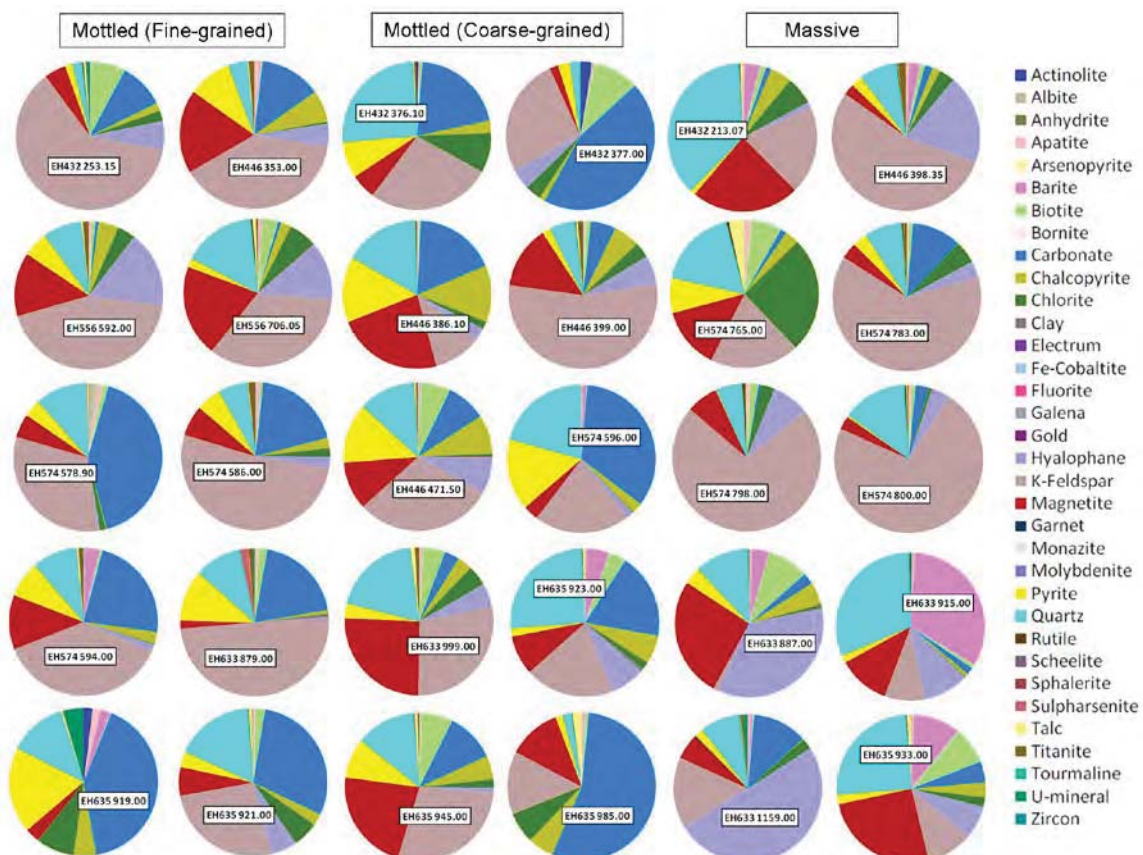 Mottled (Fine-grained)
Mottled (Coarse-grained)
Massive
EH432 253.15
EH446 353.00
EH432 376.10
EH432 377.00
EH432 213.07
EH446 398.35
EH556 592.00
EH556 706.05
EH446 386.10
EH446 399.00
EH574 765.00
EH574 783.00
EH574 578.90
EH574 586.00
EH446 471.50
EH574 596.00
EH574 798.00
EH574 800.00
EH574 594.00
EH633 879.00
EH633 999.00
EH635 923.00
EH633 887.00
EH633 915.00
EH635 919.00
EH635 921.00
EH635 945.00
EH635 985.00
EH633 1159.00
EH635 933.00
Actinolite
Albite
Anhydrite
Apatite
Arsenopyrite
Barite
Biotite
Bornite
Carbonate
Chalcopyrite
Chlorite
Clay
Electrum
Fe-Cobaltite
Fluorite
Galena
Gold
Hyalophane
K-Feldspar
Magnetite
Garnet
Monazite
Molybdenite
Pyrite
Quartz
Rutile
Scheelite
Sphalerite
Sulpharsenite
Talc
Titanite
Tourmaline
U-mineral
Zircon